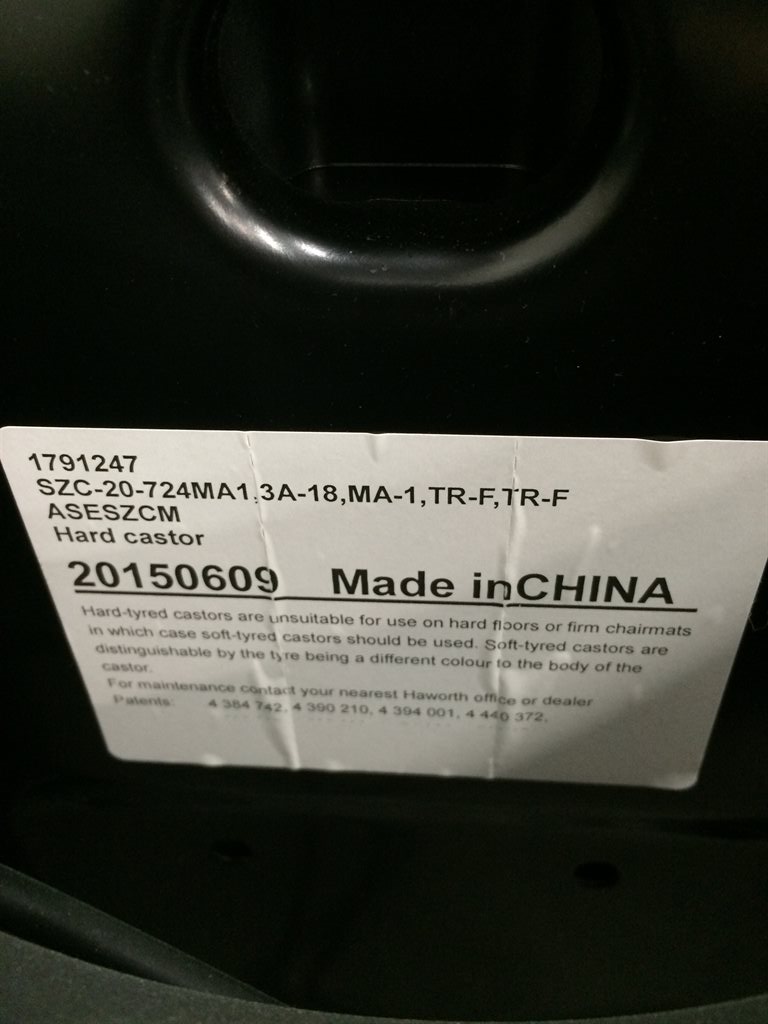 1791247
SZC-20-724MA1,3A-18,MA-1,TR-F,TR-F
ASESZCM
Hard castor
20150609 Made inCHINA
Hard-tyred castors are unsuitable for use on hard floors or firm chairmats
in which case soft-tyred castors should be used. Soft-tyred castors are
distinguishable by the tyre being a different colour to the body of the
castor.
For maintenance contact your nearest Haworth office or dealer
Patents: 4 384 742, 4 390 210, 4 394 001, 4 440 372,